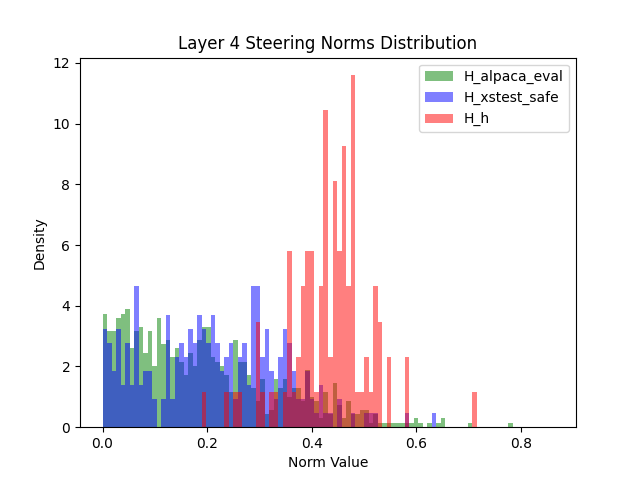 Layer 4 Steering Norms Distribution
H_alpaca_eval
H_xstest_safe
H_h
Density
12
10
8
6
4
2
0
0.0 0.2 0.4 0.6 0.8
Norm Value